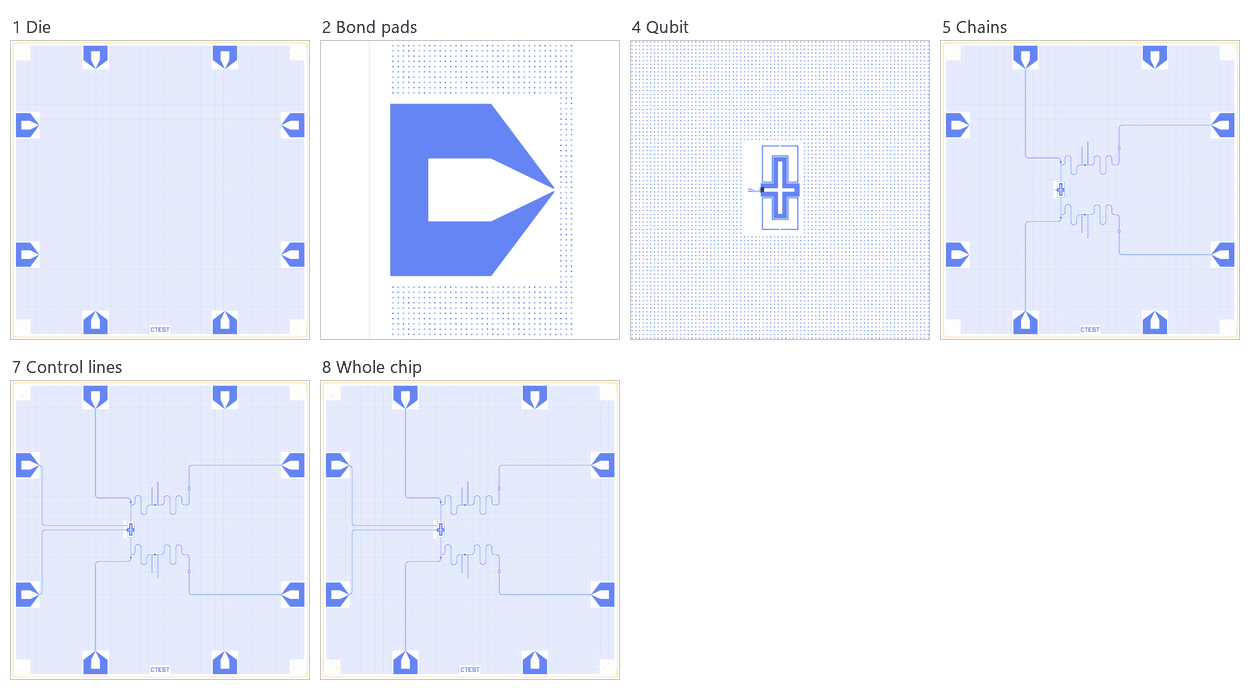 1 Die
2 Bond pads
4 Qubit
5 Chains
CTEST
CTEST
7 Control lines
8 Whole chip
CTEST
CTEST